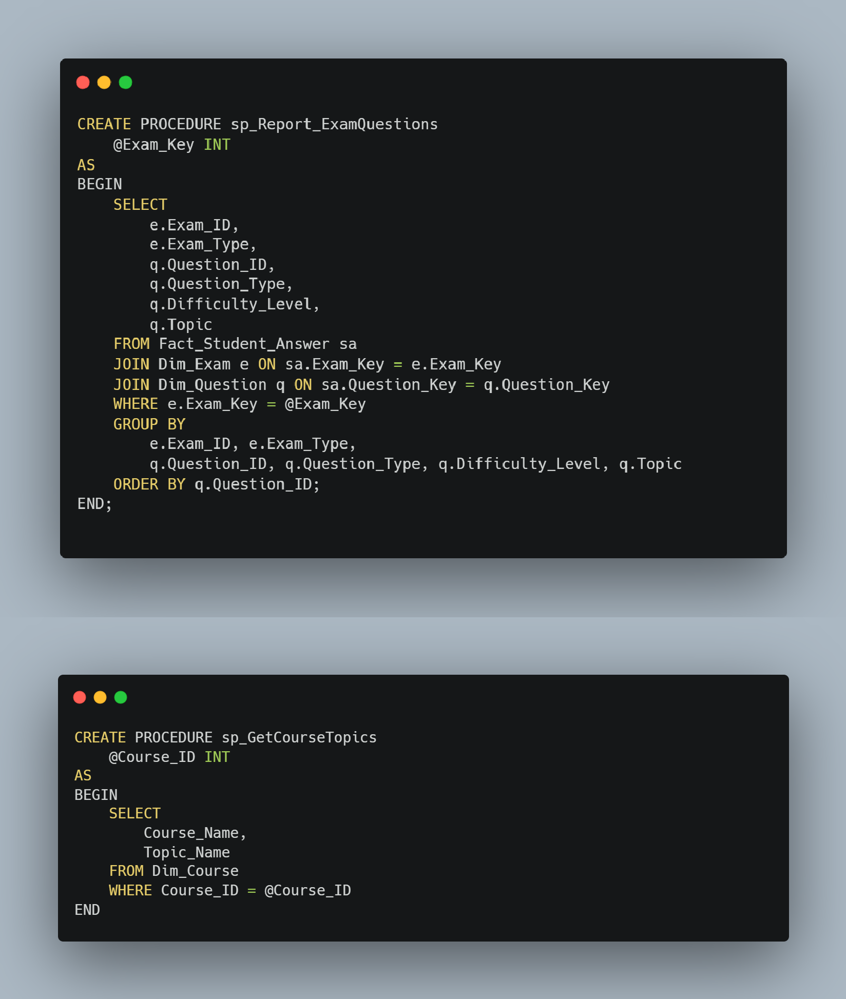 CREATE PROCEDURE sp_Report_ExamQuestions
    @Exam_Key INT
AS
BEGIN
    SELECT
        e.Exam_ID,
        e.Exam_Type,
        q.Question_ID,
        q.Question_Type,
        q.Difficulty_Level,
        q.Topic
    FROM Fact_Student_Answer sa
    JOIN Dim_Exam e ON sa.Exam_Key = e.Exam_Key
    JOIN Dim_Question q ON sa.Question_Key = q.Question_Key
    WHERE e.Exam_Key = @Exam_Key
    GROUP BY
        e.Exam_ID, e.Exam_Type,
        q.Question_ID, q.Question_Type, q.Difficulty_Level, q.Topic
    ORDER BY q.Question_ID;
END;
CREATE PROCEDURE sp_GetCourseTopics
    @Course_ID INT
AS
BEGIN
    SELECT
        Course_Name,
        Topic_Name
    FROM Dim_Course
    WHERE Course_ID = @Course_ID
END